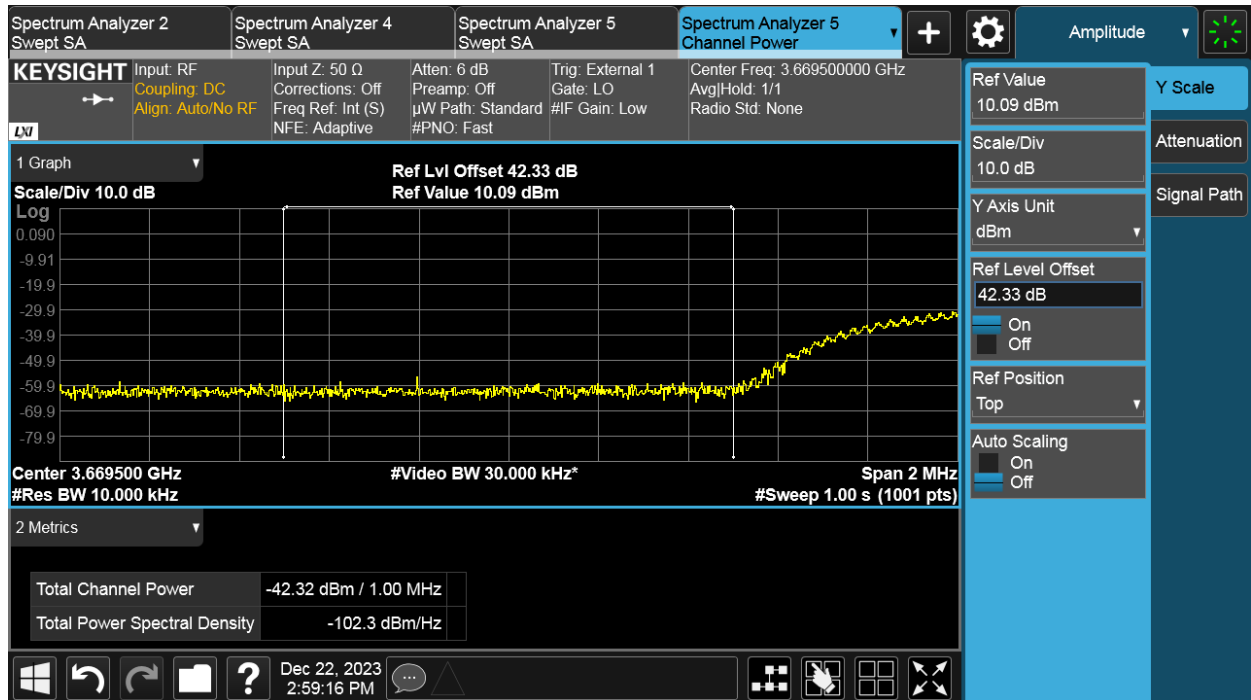 Spectrum Analyzer 2
Swept SA
Spectrum Analyzer 4
Swept SA
Spectrum Analyzer 5
Swept SA
Spectrum Analyzer 5
Channel Power
Amplitude
KEYSIGHT
LXI
Input: RF
Coupling: DC
Align: Auto/No RF
Input Z: 50 Ω
Corrections: Off
Freq Ref: Int (S)
NFE: Adaptive
Atten: 6 dB
Preamp: Off
µW Path: Standard
#PNO: Fast
Trig: External 1
Gate: LO
#IF Gain: Low
Center Freq: 3.669500000 GHz
Avg|Hold: 1/1
Radio Std: None
1 Graph
Scale/Div 10.0 dB
Ref Lvl Offset 42.33 dB
Ref Value 10.09 dBm
Log
0.090
-9.91
-19.9
-29.9
-39.9
-49.9
-59.9
-69.9
-79.9
Center 3.669500 GHz
#Video BW 30.000 kHz*
Span 2 MHz
#Res BW 10.000 kHz
#Sweep 1.00 s (1001 pts)
2 Metrics
Total Channel Power -42.32 dBm / 1.00 MHz
Total Power Spectral Density -102.3 dBm/Hz
Dec 22, 2023
2:59:16 PM
Ref Value
10.09 dBm
Scale/Div
10.0 dB
Y Axis Unit
dBm
Ref Level Offset
42.33 dB
On
Off
Ref Position
Top
Auto Scaling
On
Off
Y Scale
Attenuation
Signal Path